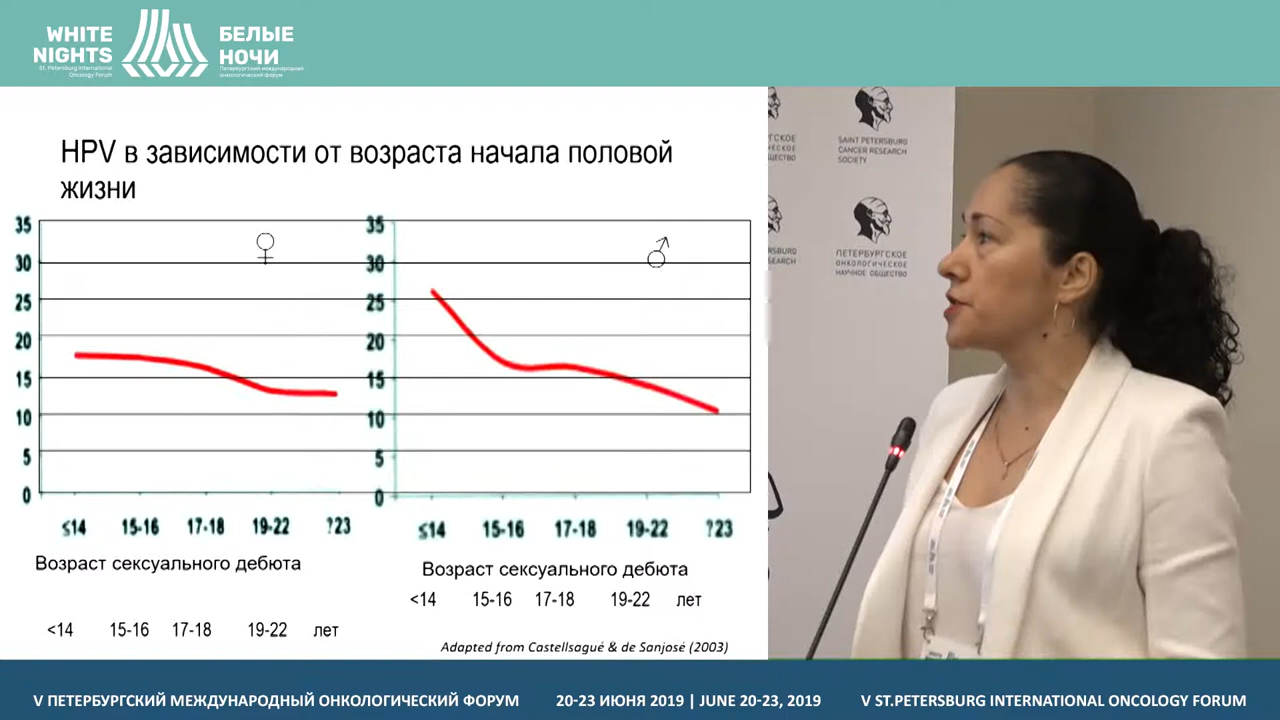 WHITE
NIGHTS
St. Petersburg International
Oncology Forum
БЕЛЫЕ
НОЧИ
Петербургский международный
онкологический форум
HPV в зависимости от возраста начала половой
жизни
35
30
25
20
15
10
5
0
≤14 15-16 17-18 19-22 ?23
Возраст сексуального дебюта
<14 15-16 17-18 19-22 лет
35
30
25
20
15
10
5
0
≤14 15-16 17-18 19-22 ?23
Возраст сексуального дебюта
<14 15-16 17-18 19-22 лет
Adapted from Castellsagué & de Sanjosé (2003)
SAINT PETERSBURG
CANCER RESEARCH
SOCIETY
ПЕТЕРБУРГСКОЕ
ОНКОЛОГИЧЕСКОЕ
НАУЧНОЕ ОБЩЕСТВО
V ПЕТЕРБУРГСКИЙ МЕЖДУНАРОДНЫЙ ОНКОЛОГИЧЕСКИЙ ФОРУМ
20-23 ИЮНЯ 2019 | JUNE 20-23, 2019
V ST.PETERSBURG INTERNATIONAL ONCOLOGY FORUM